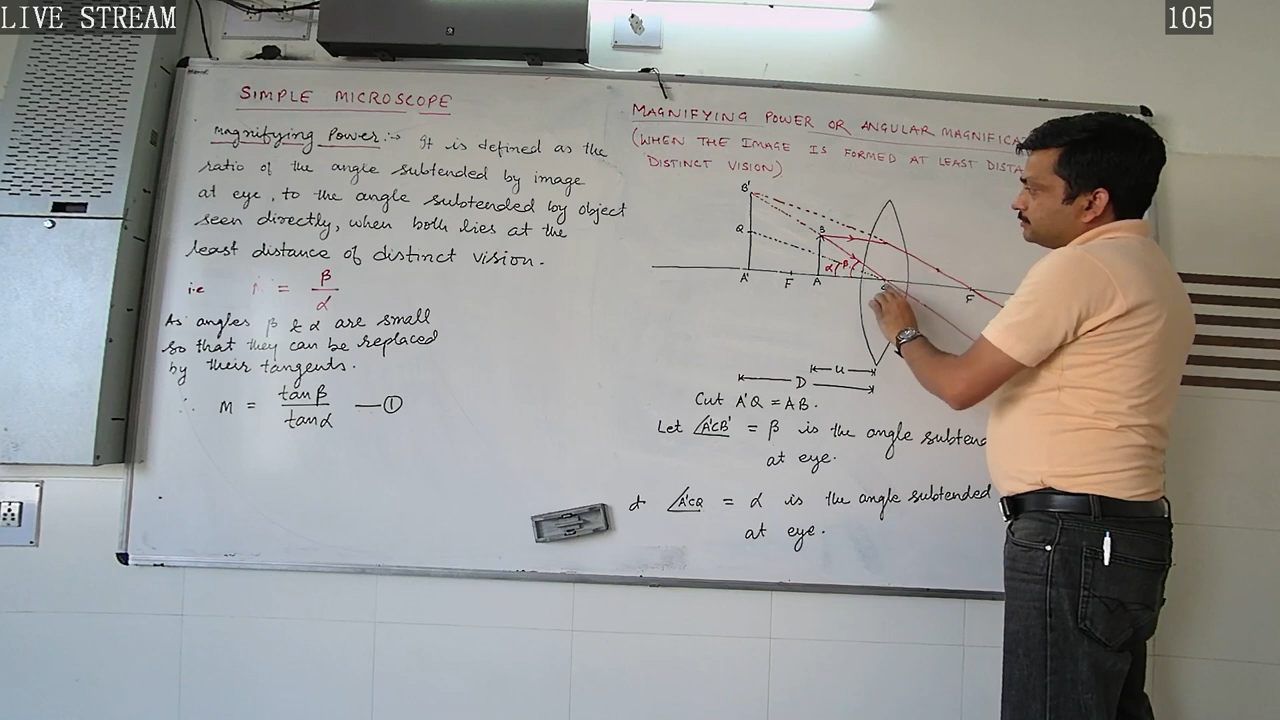 LIVE STREAM
105
SIMPLE MICROSCOPE
Magnifying Power :- It is defined as the
ratio of the angle subtended by image
at eye, to the angle subtended by object
seen directly, when both lies at the
least distance of distinct vision.
i.e M = β/α
As angles β & α are small
so that they can be replaced
by their tangents.
∴ M = tanβ/tanα —①
MAGNIFYING POWER OR ANGULAR MAGNIFICA
(WHEN THE IMAGE IS FORMED AT LEAST DISTA
DISTINCT VISION)
B'
Q
B
α β
A' F A C F
u
D
Cut A'Q = AB.
Let ∠A'CB' = β is the angle subtend
at eye.
& ∠A'CQ = α is the angle subtended
at eye.